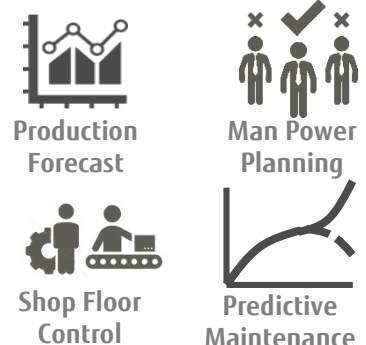 Production
Forecast
Man Power
Planning
Shop Floor
Control
Predictive
Maintenance